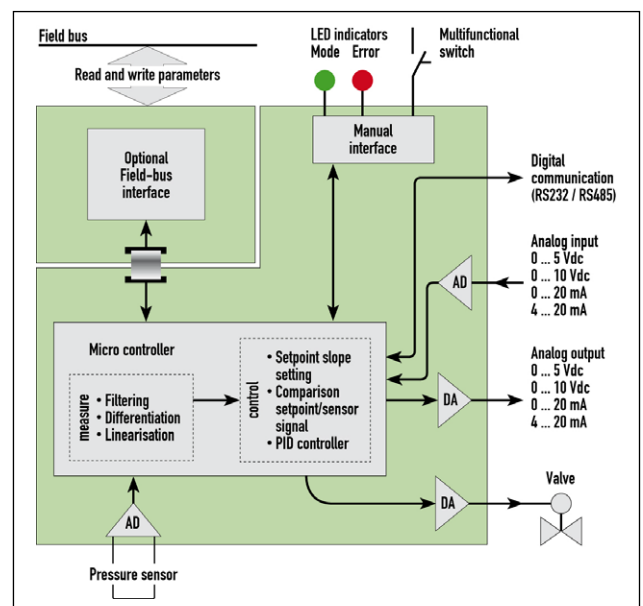 Field bus
Read and write parameters
LED indicators
Mode Error
Multifunctional
switch
Manual
interface
Optional
Field-bus
interface
Digital
communication
(RS232 / RS485)
Analog input
0 ... 5 Vdc
0 ... 10 Vdc
0 ... 20 mA
4 ... 20 mA
AD
Micro controller
measure
• Filtering
• Differentiation
• Linearisation
control
• Setpoint slope
setting
• Comparison
setpoint/sensor
signal
• PID controller
Analog output
0 ... 5 Vdc
0 ... 10 Vdc
0 ... 20 mA
4 ... 20 mA
DA
DA
Valve
AD
Pressure sensor